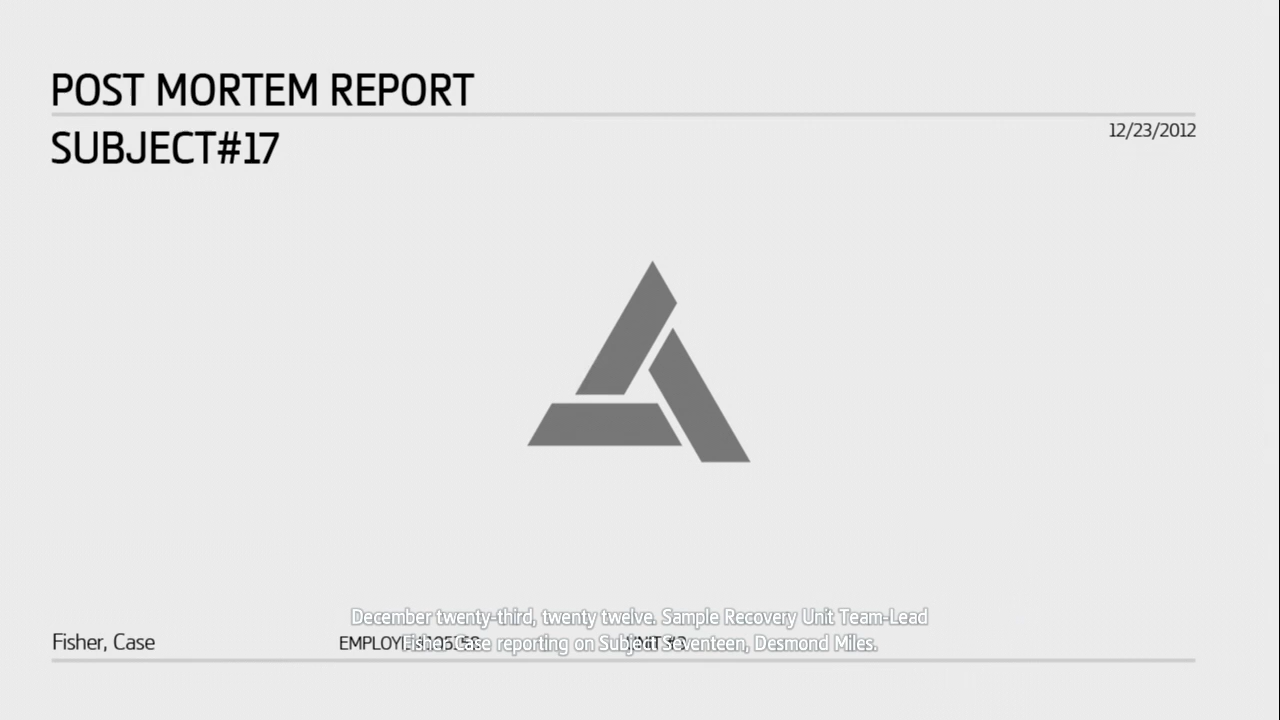 POST MORTEM REPORT
12/23/2012
SUBJECT#17
December twenty-third, twenty twelve. Sample Recovery Unit Team-Lead
Fisher Case reporting on Subject Seventeen, Desmond Miles.
Fisher, Case